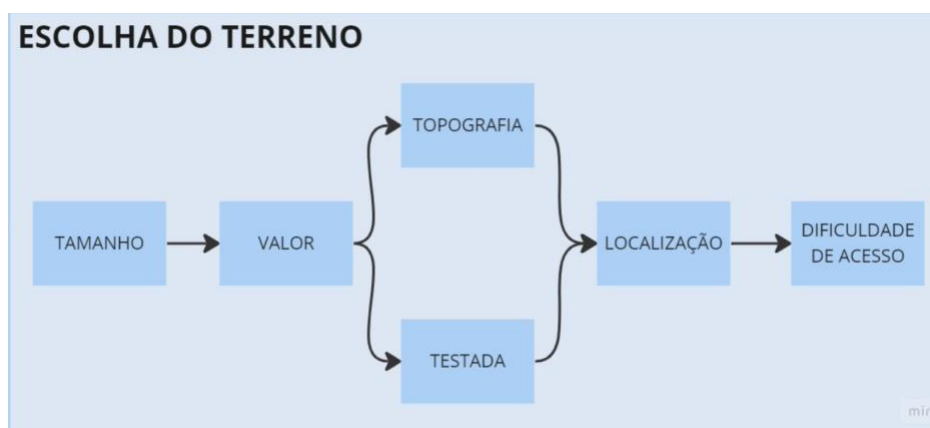 ESCOLHA DO TERRENO
TOPOGRAFIA
TAMANHO
VALOR
LOCALIZAÇÃO
DIFICULDADE
DE ACESSO
TESTADA